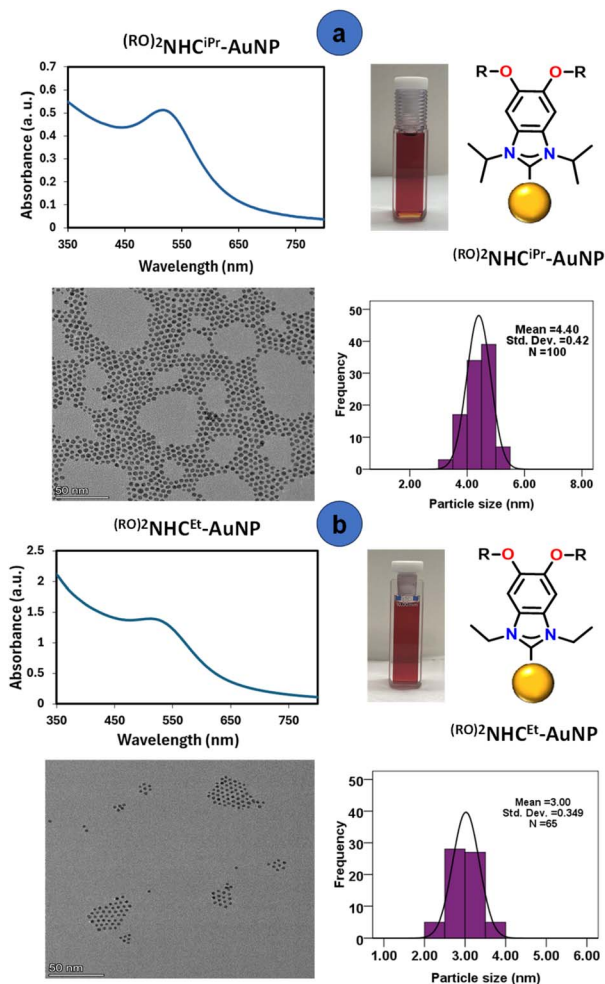 a
(RO)2NHCiPr-AuNP
0.7
0.6
0.5
0.4
0.3
0.2
0.1
0
Absorbance (a. u.)
350 450 550 650 750
Wavelength (nm)
R-O O-R
N N
(RO)2NHCiPr-AuNP
50 nm
50
40
30
20
10
0
Frequency
Mean =4.40
Std. Dev. =0.42
N =100
2.00 4.00 6.00 8.00
Particle size (nm)
b
(RO)2NHCEt-AuNP
2.5
2
1.5
1
0.5
0
Absorbance (a.u.)
350 450 550 650 750
Wavelength (nm)
R-O O-R
N N
(RO)2NHCEt-AuNP
50 nm
50
40
30
20
10
0
Frequency
Mean =3.00
Std. Dev. =0.349
N =65
1.00 2.00 3.00 4.00 5.00 6.00
Particle size (nm)